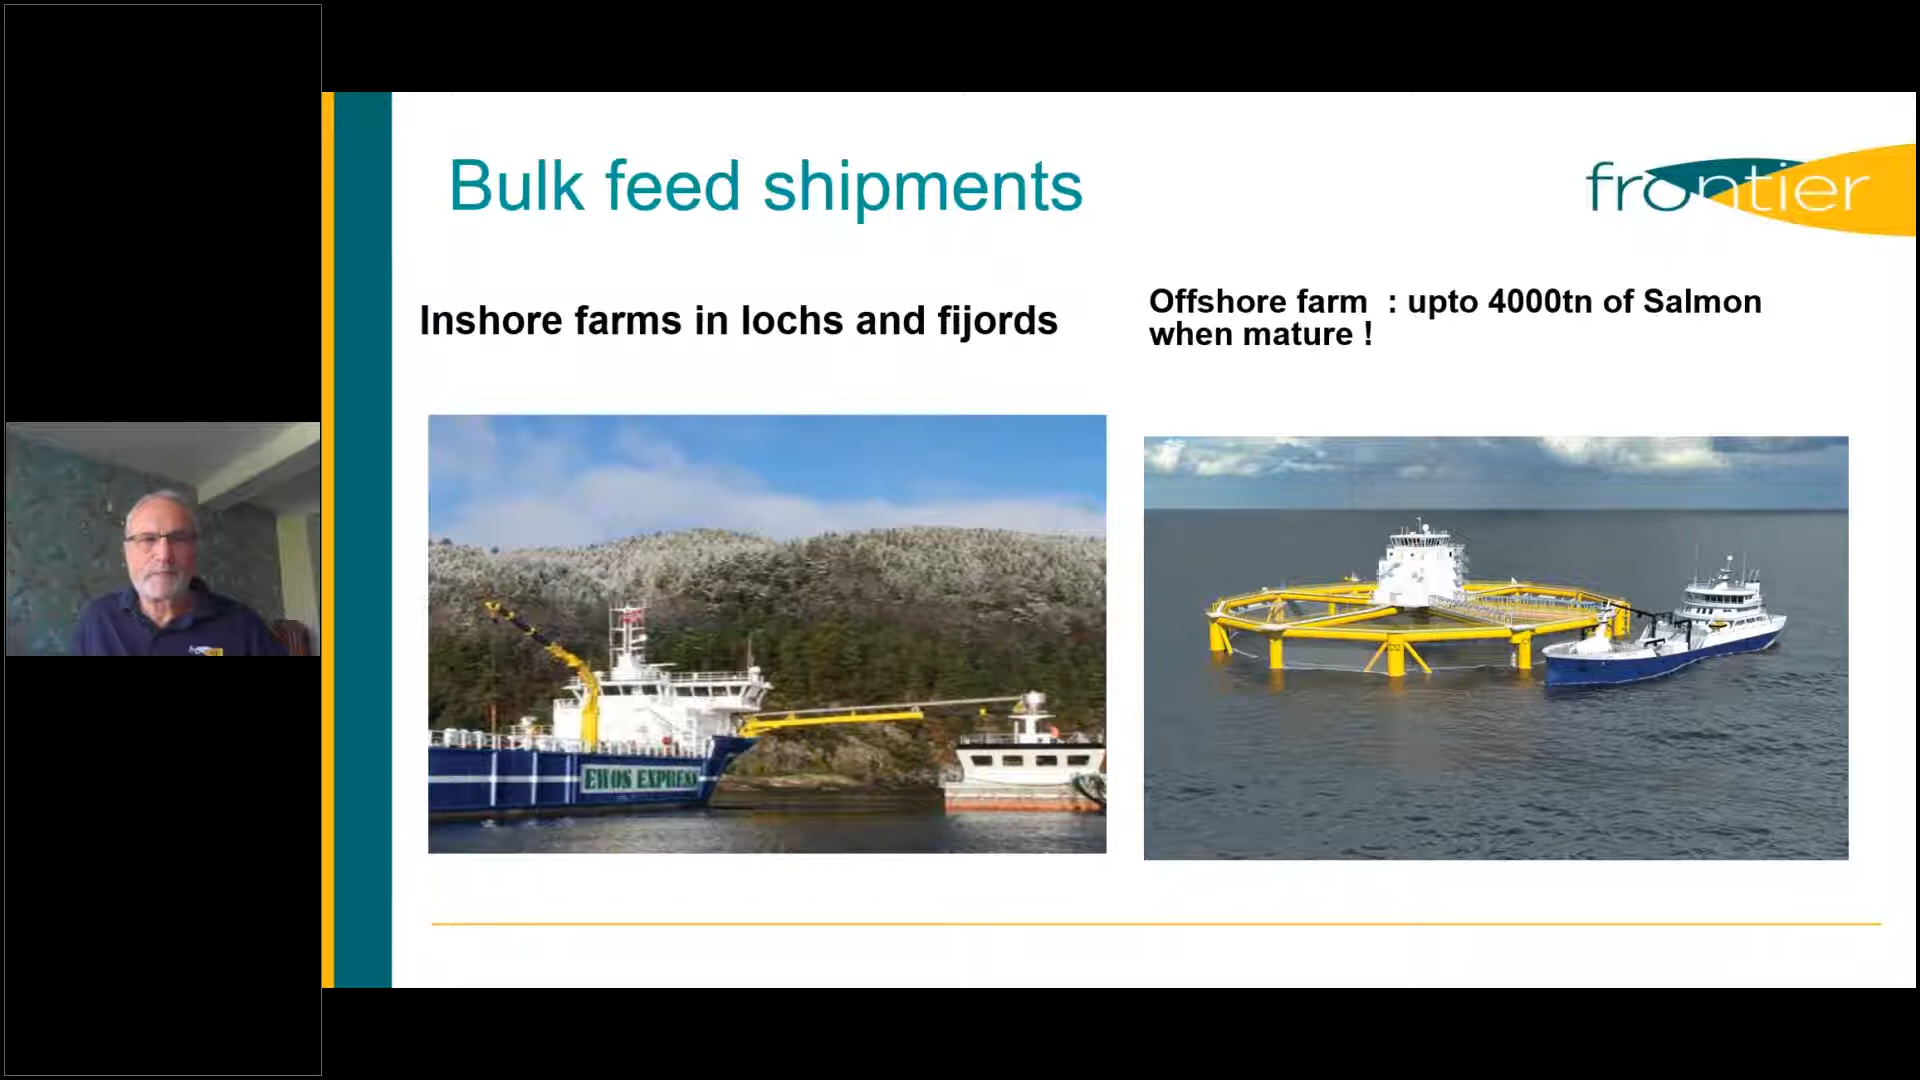 Bulk feed shipments
frontier
Inshore farms in lochs and fijords
Offshore farm : upto 4000tn of Salmon
when mature !
EWOS EXPRESS